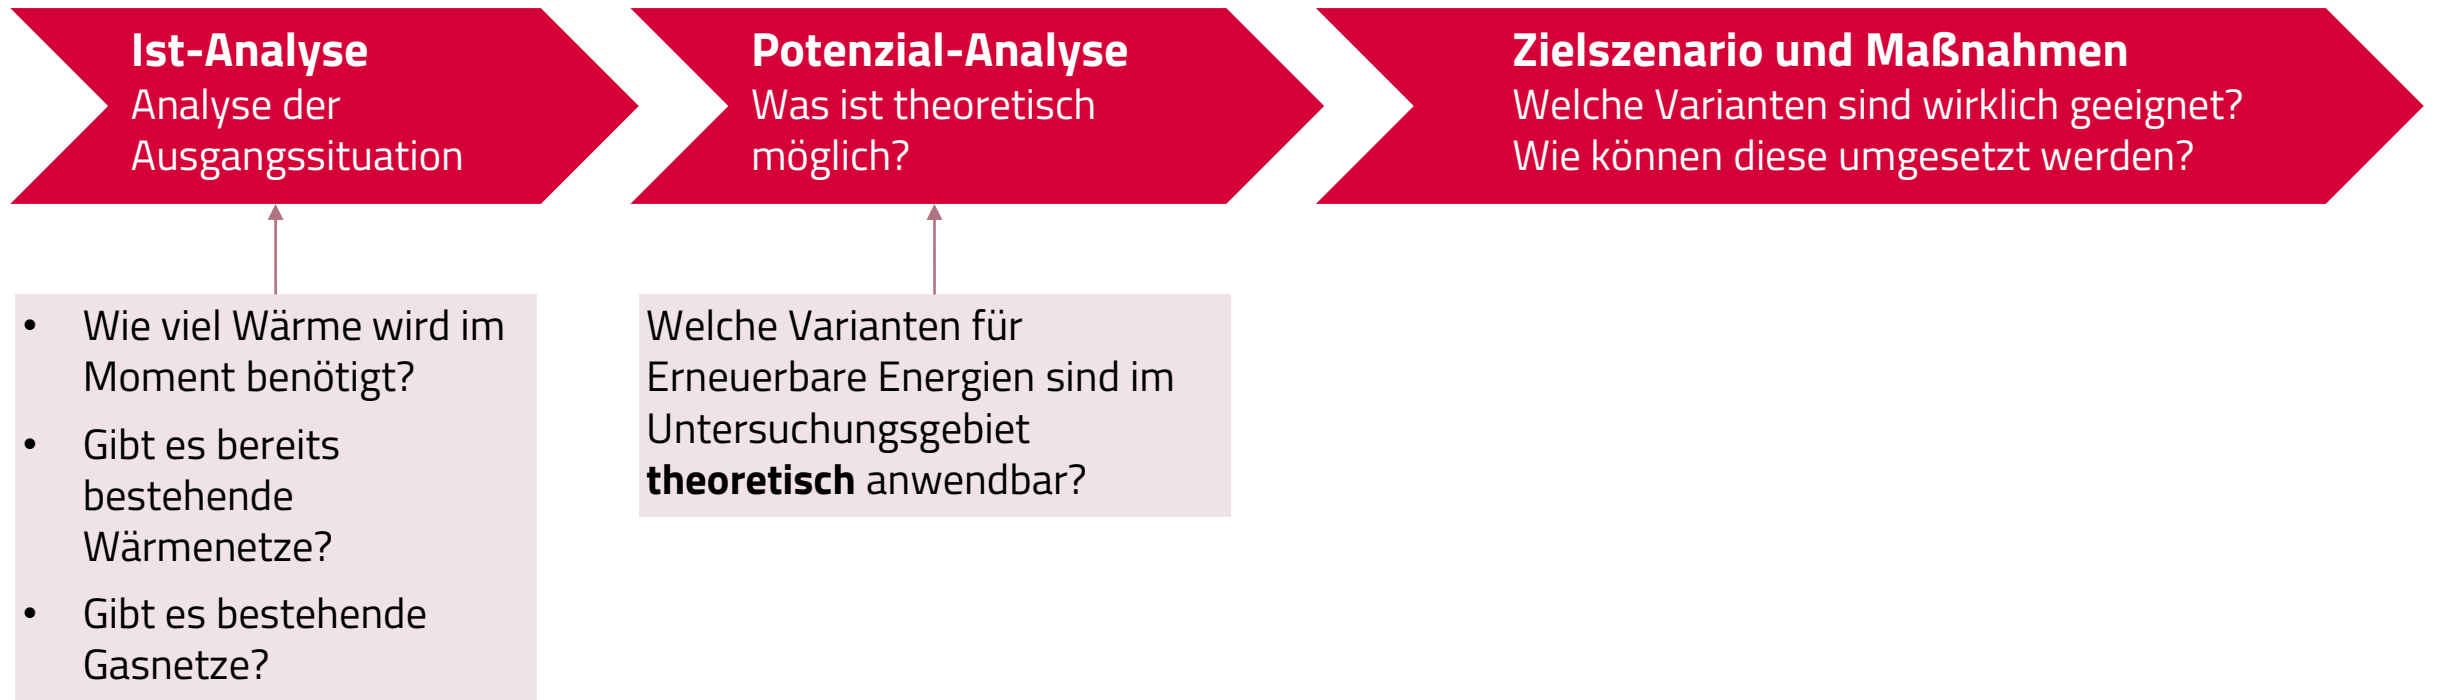 Ist-Analyse
Analyse der
Ausgangssituation
Potenzial-Analyse
Was ist theoretisch
möglich?
Zielszenario und Maßnahmen
Welche Varianten sind wirklich geeignet?
Wie können diese umgesetzt werden?
• Wie viel Wärme wird im
Moment benötigt?
• Gibt es bereits
bestehende
Wärmenetze?
• Gibt es bestehende
Gasnetze?
Welche Varianten für
Erneuerbare Energien sind im
Untersuchungsgebiet
theoretisch anwendbar?